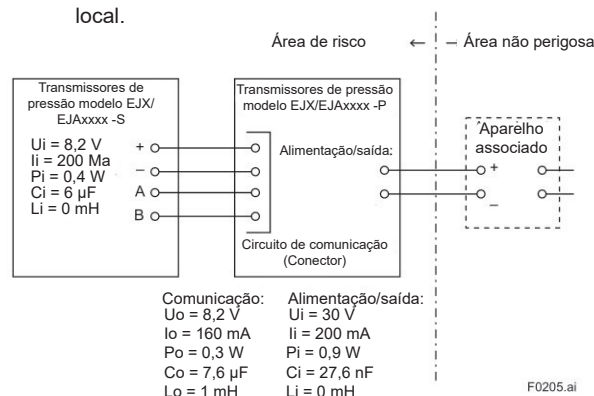 local.
Área de risco
←
Área não perigosa
Transmissores de
pressão modelo EJX/
EJAxxxx -S
Ui = 8,2 V
Ii = 200 Ma
Pi = 0,4 W
Ci = 6 µF
Li = 0 mH
+
–
A
B
Transmissores de pressão
modelo EJX/EJAxxxx -P
Alimentação/saída:
Circuito de comunicação
(Conector)
Aparelho
associado
+
–
Comunicação:
Uo = 8,2 V
Io = 160 mA
Po = 0,3 W
Co = 7,6 µF
Lo = 1 mH
Alimentação/saída:
Ui = 30 V
Ii = 200 mA
Pi = 0,9 W
Ci = 27,6 nF
Li = 0 mH
F0205.ai